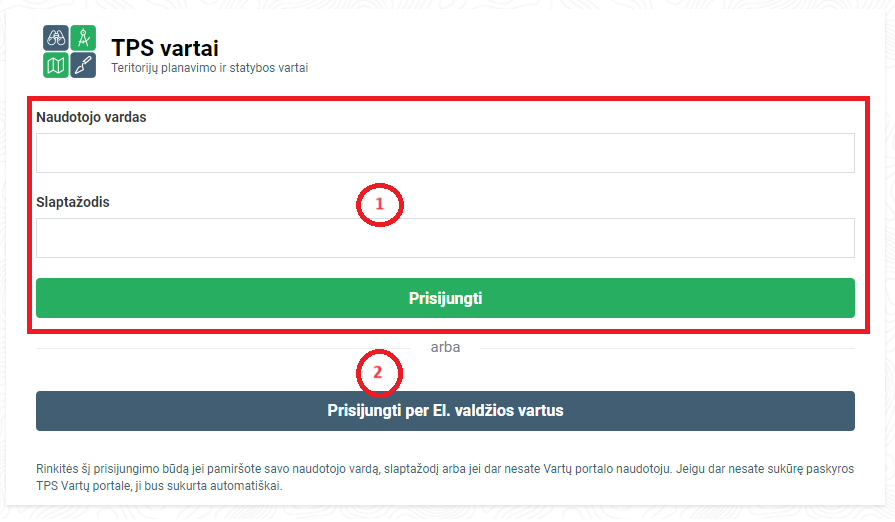 TPS vartai
Teritorijų planavimo ir statybos vartai
Naudotojo vardas
Slaptažodis
1
Prisijungti
arba
2
Prisijungti per El. valdžios vartus
Rinkitės šį prisijungimo būdą jei pamiršote savo naudotojo vardą, slaptažodį arba jei dar nesate Vartų portalo naudotoju. Jeigu dar nesate sukūrę paskyros
TPS Vartų portale, ji bus sukurta automatiškai.